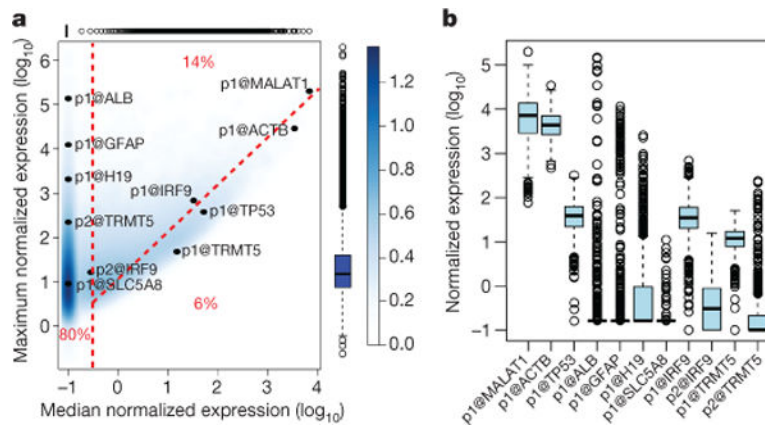 a
14%
p1@MALAT1
p1@ALB
p1@ACTB
p1@GFAP
p1@H19
p1@IRF9
p1@TP53
p2@TRMT5
p2@IRF9
p1@TRMT5
p1@SLC5A8
80%
6%
Maximum normalized expression (log10)
6
5
4
3
2
1
0
–1 0 1 2 3 4
Median normalized expression (log10)
1.2
1.0
0.8
0.6
0.4
0.2
0.0
b
Normalized expression (log10)
5
4
3
2
1
0
–1
p1@MALAT1
p1@ACTB
p1@TP53
p1@ALB
p1@GFAP
p1@H19
p1@SLC5A8
p1@IRF9
p2@IRF9
p1@TRMT5
p2@TRMT5